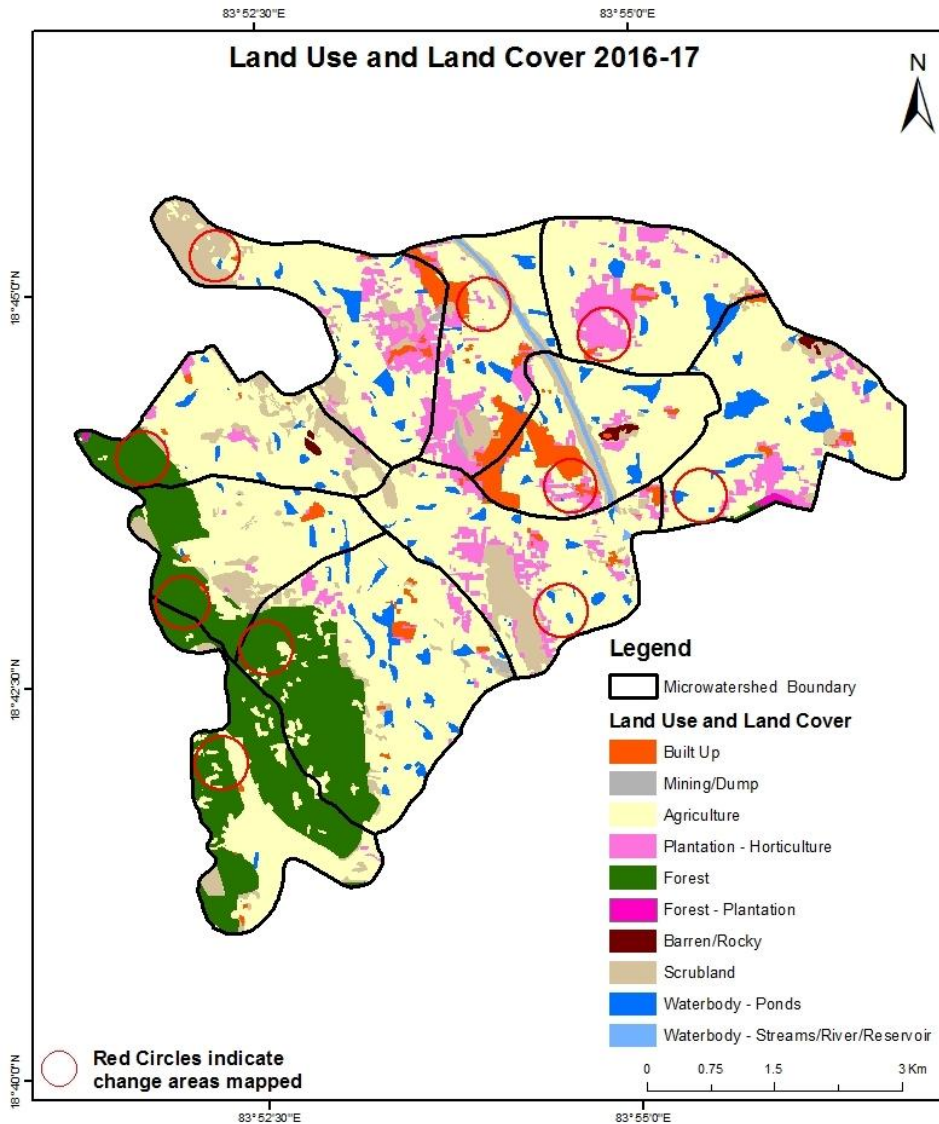 83°52'30"E 83°55'0"E
Land Use and Land Cover 2016-17
N
18°45'0"N
18°42'30"N
Legend
Microwatershed Boundary
Land Use and Land Cover
Built Up
Mining/Dump
Agriculture
Plantation - Horticulture
Forest
Forest - Plantation
Barren/Rocky
Scrubland
Waterbody - Ponds
Waterbody - Streams/River/Reservoir
Red Circles indicate
change areas mapped
0 0.75 1.5 3 Km
18°40'0"N
83°52'30"E 83°55'0"E